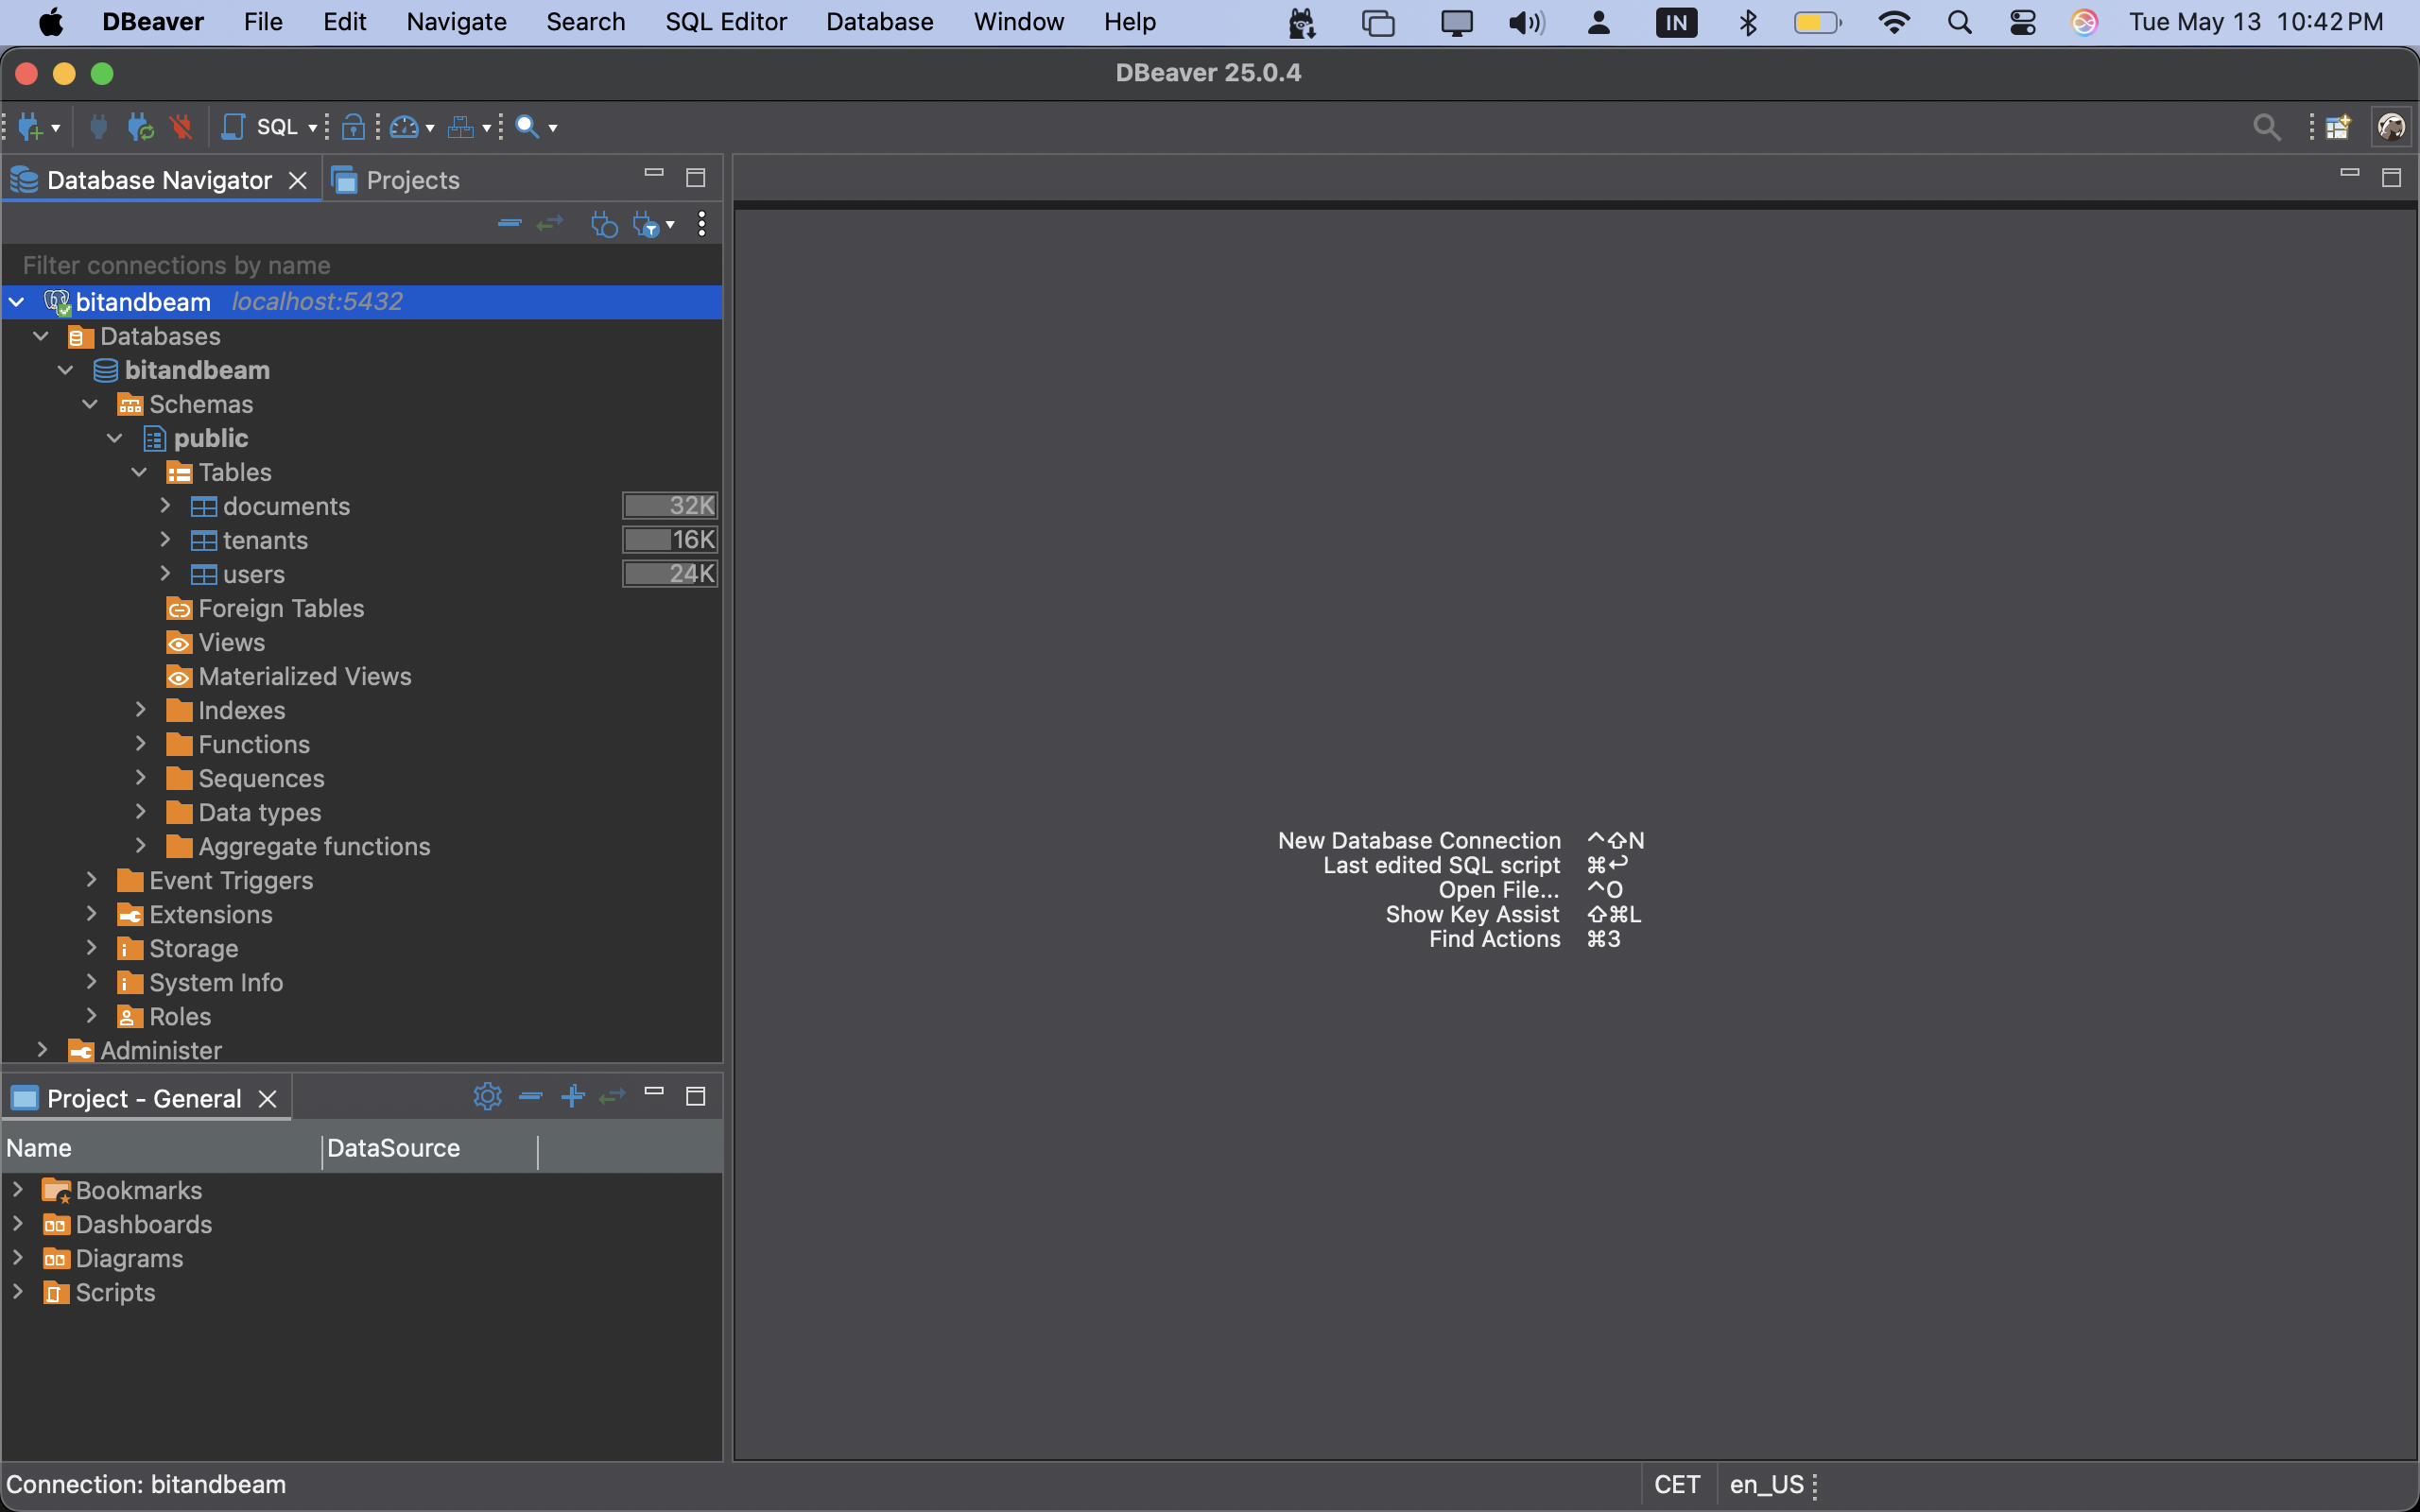 DBeaver File Edit Navigate Search SQL Editor Database Window Help IN Tue May 13 10:42 PM
DBeaver 25.0.4
SQL
Database Navigator Projects
Filter connections by name
bitandbeam localhost:5432
Databases
bitandbeam
Schemas
public
Tables
documents 32K
tenants 16K
users 24K
Foreign Tables
Views
Materialized Views
Indexes
Functions
Sequences
Data types
Aggregate functions
Event Triggers
Extensions
Storage
System Info
Roles
Administer
New Database Connection ^⇧N
Last edited SQL script ⌘↩
Open File... ^O
Show Key Assist ⇧⌘L
Find Actions ⌘3
Project - General
Name DataSource
Bookmarks
Dashboards
Diagrams
Scripts
Connection: bitandbeam CET en_US